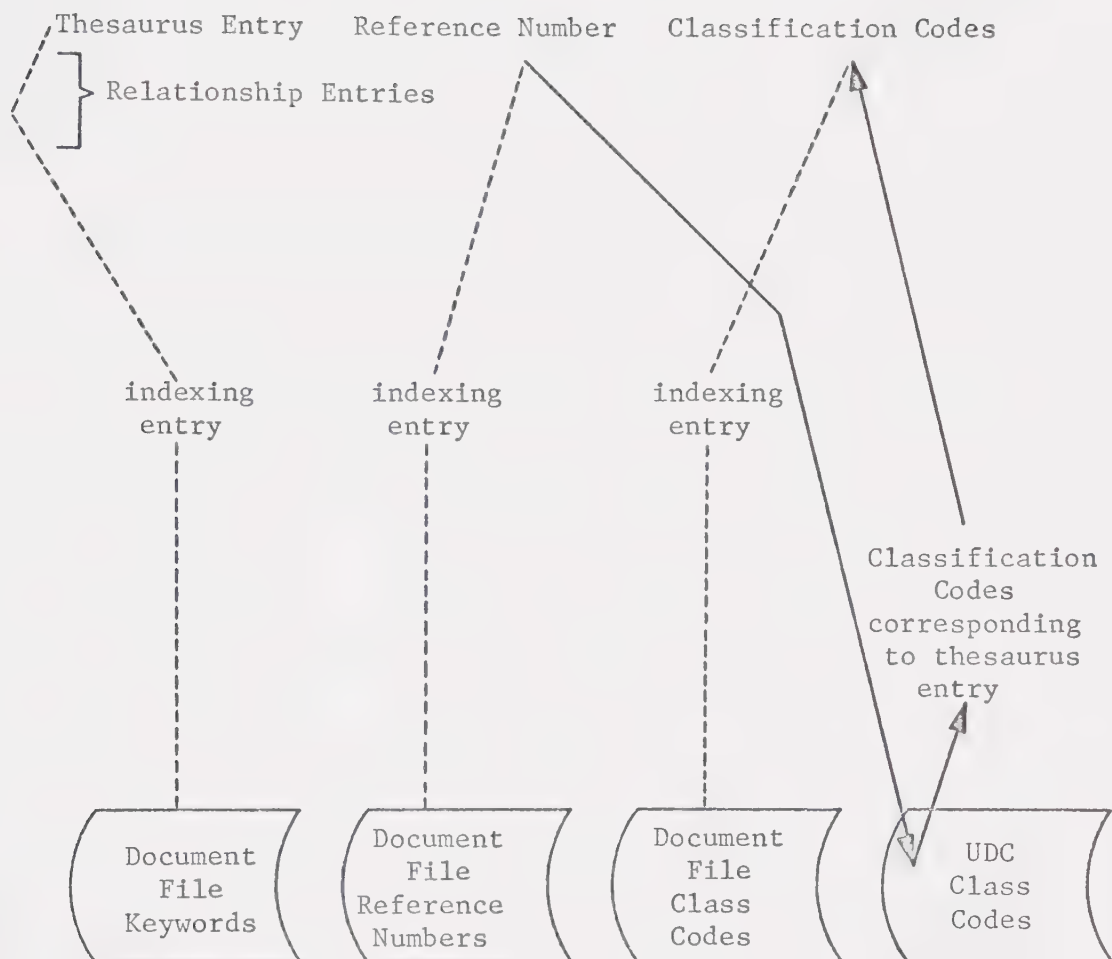 Thesaurus Entry Reference Number Classification Codes
Relationship Entries
indexing
entry
indexing
entry
indexing
entry
Classification
Codes
corresponding
to thesaurus
entry
Document
File
Keywords
Document
File
Reference
Numbers
Document
File
Class
Codes
UDC
Class
Codes